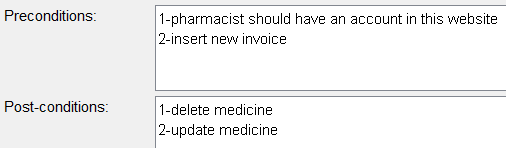 Preconditions:
1-pharmacist should have an account in this website
2-insert new invoice
Post-conditions:
1-delete medicine
2-update medicine